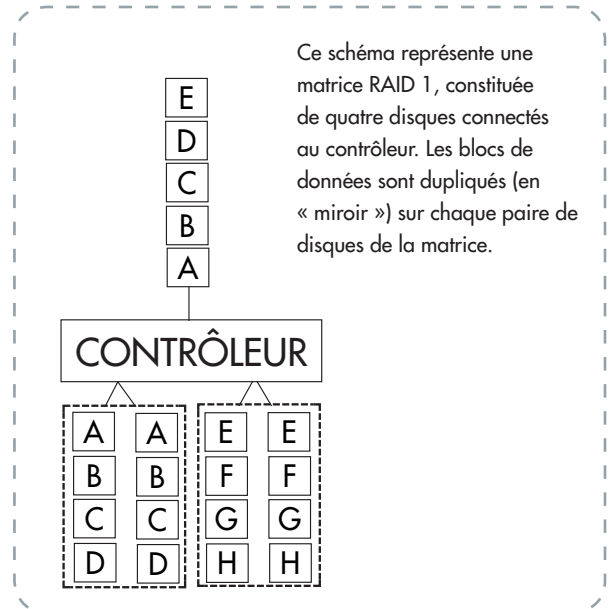 Ce schéma représente une
matrice RAID 1, constituée
de quatre disques connectés
au contrôleur. Les blocs de
données sont dupliqués (en
« miroir ») sur chaque paire de
disques de la matrice.
E
D
C
B
A
CONTRÔLEUR
A A E E
B B F F
C C G G
D D H H